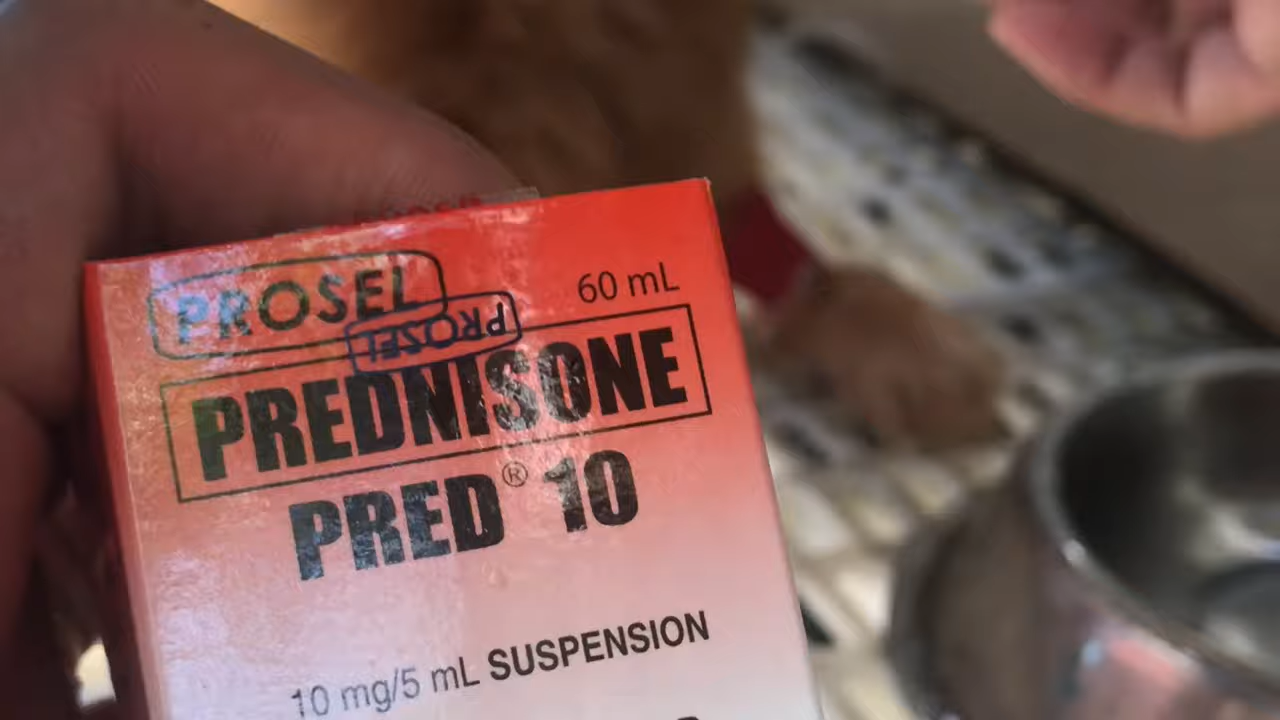 PROSEL
60 mL
PROSEL
PREDNISONE
PRED® 10
10 mg/5 mL SUSPENSION